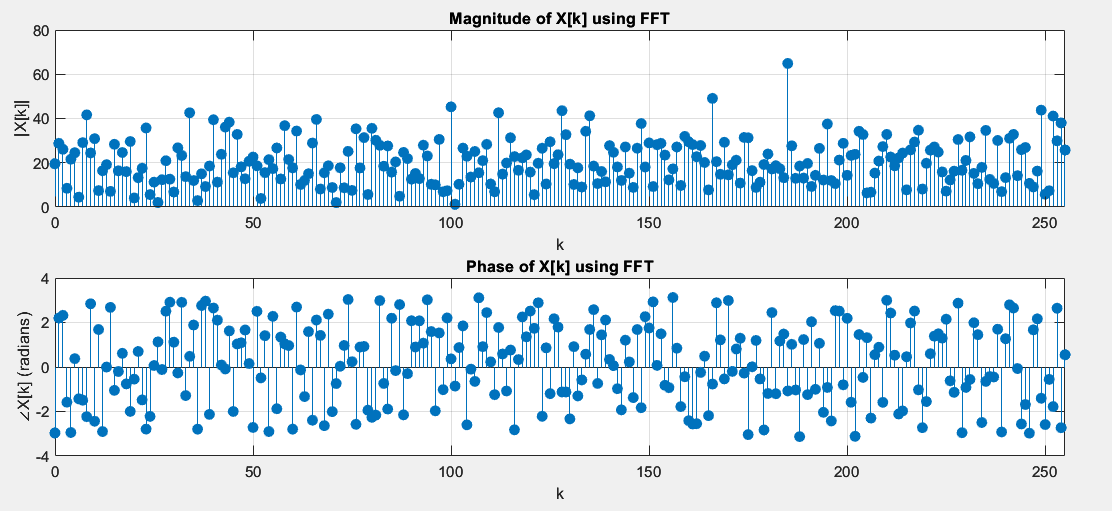 Magnitude of X[k] using FFT
80
60
40
20
0
|X[k]|
0 50 100 150 200 250
k
Phase of X[k] using FFT
4
2
0
-2
-4
∠X[k] (radians)
0 50 100 150 200 250
k